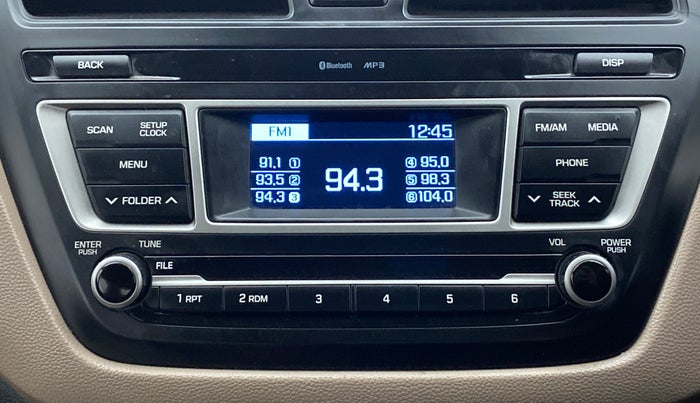 BACK
Bluetooth MP3
DISP
SCAN
SETUP
CLOCK
MENU
FOLDER
FM1
12:45
91.1 1
93.5 2
94.3 3
94.3
4 95.0
5 98.3
6 104.0
FM/AM
MEDIA
PHONE
SEEK
TRACK
ENTER
PUSH
TUNE
FILE
VOL
POWER
PUSH
1 RPT
2 RDM
3
4
5
6